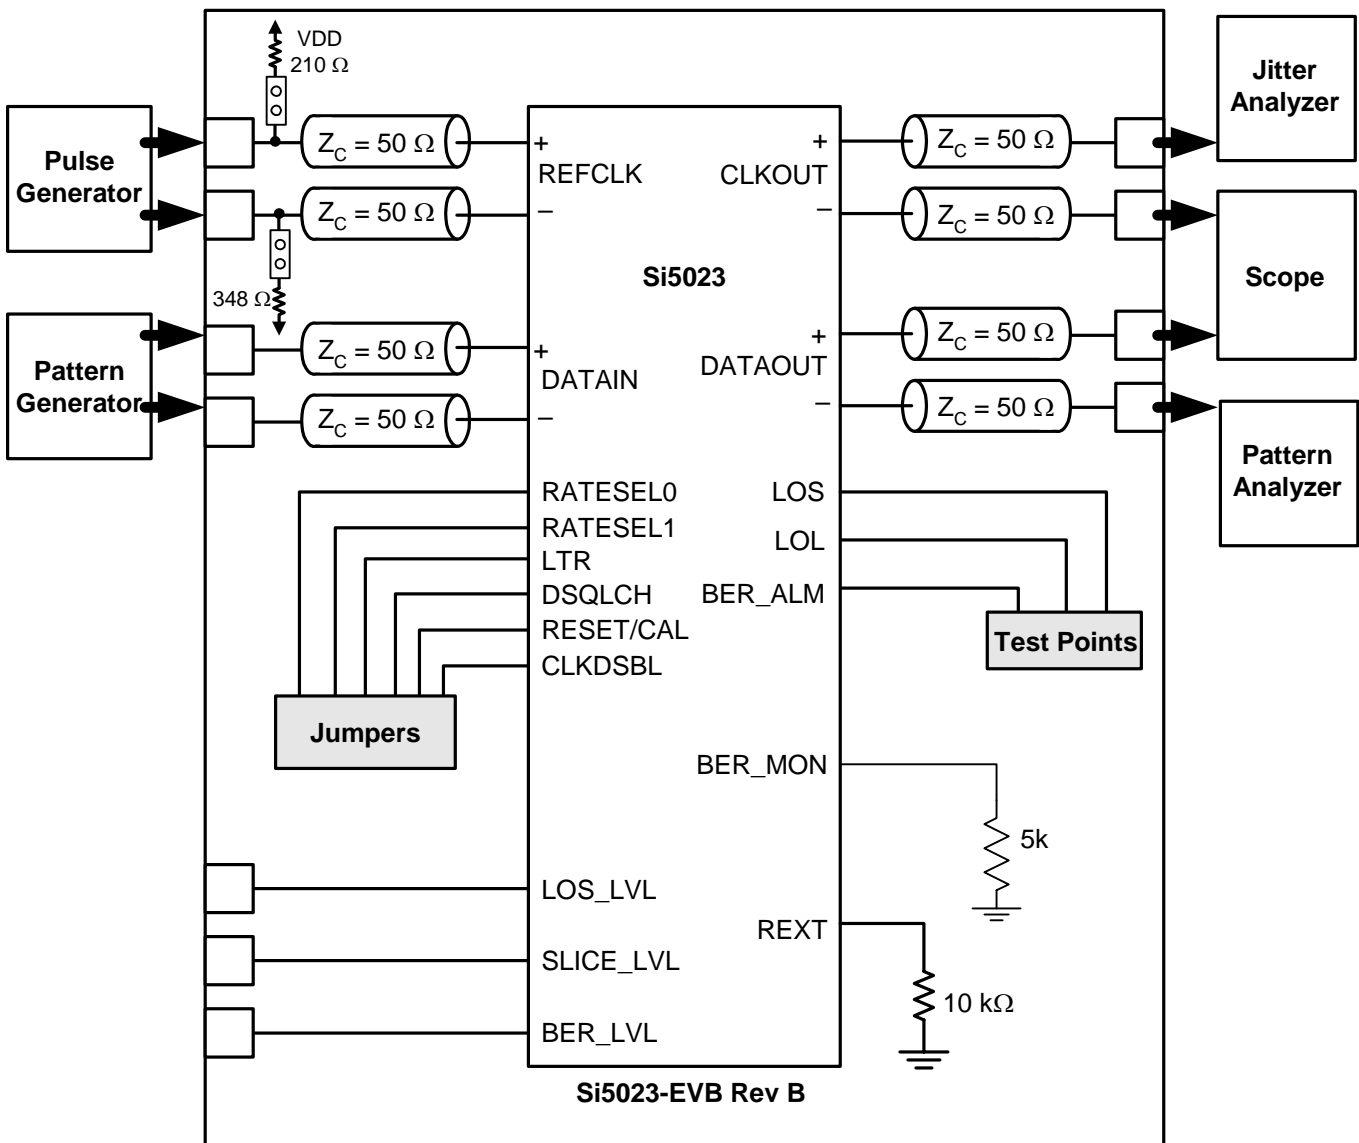 VDD
210 Ω
Jitter
Analyzer
Pulse
Generator
Z_C = 50 Ω
+
REFCLK
Z_C = 50 Ω
–
+
CLKOUT
Z_C = 50 Ω
–
Z_C = 50 Ω
Si5023
Scope
348 Ω
Pattern
Generator
Z_C = 50 Ω
+
DATAIN
Z_C = 50 Ω
–
+
DATAOUT
Z_C = 50 Ω
–
Z_C = 50 Ω
Pattern
Analyzer
RATESEL0
RATESEL1
LTR
DSQLCH
RESET/CAL
CLKDSBL
LOS
LOL
BER_ALM
Test Points
Jumpers
BER_MON
5k
LOS_LVL
SLICE_LVL
BER_LVL
REXT
10 kΩ
Si5023-EVB Rev B